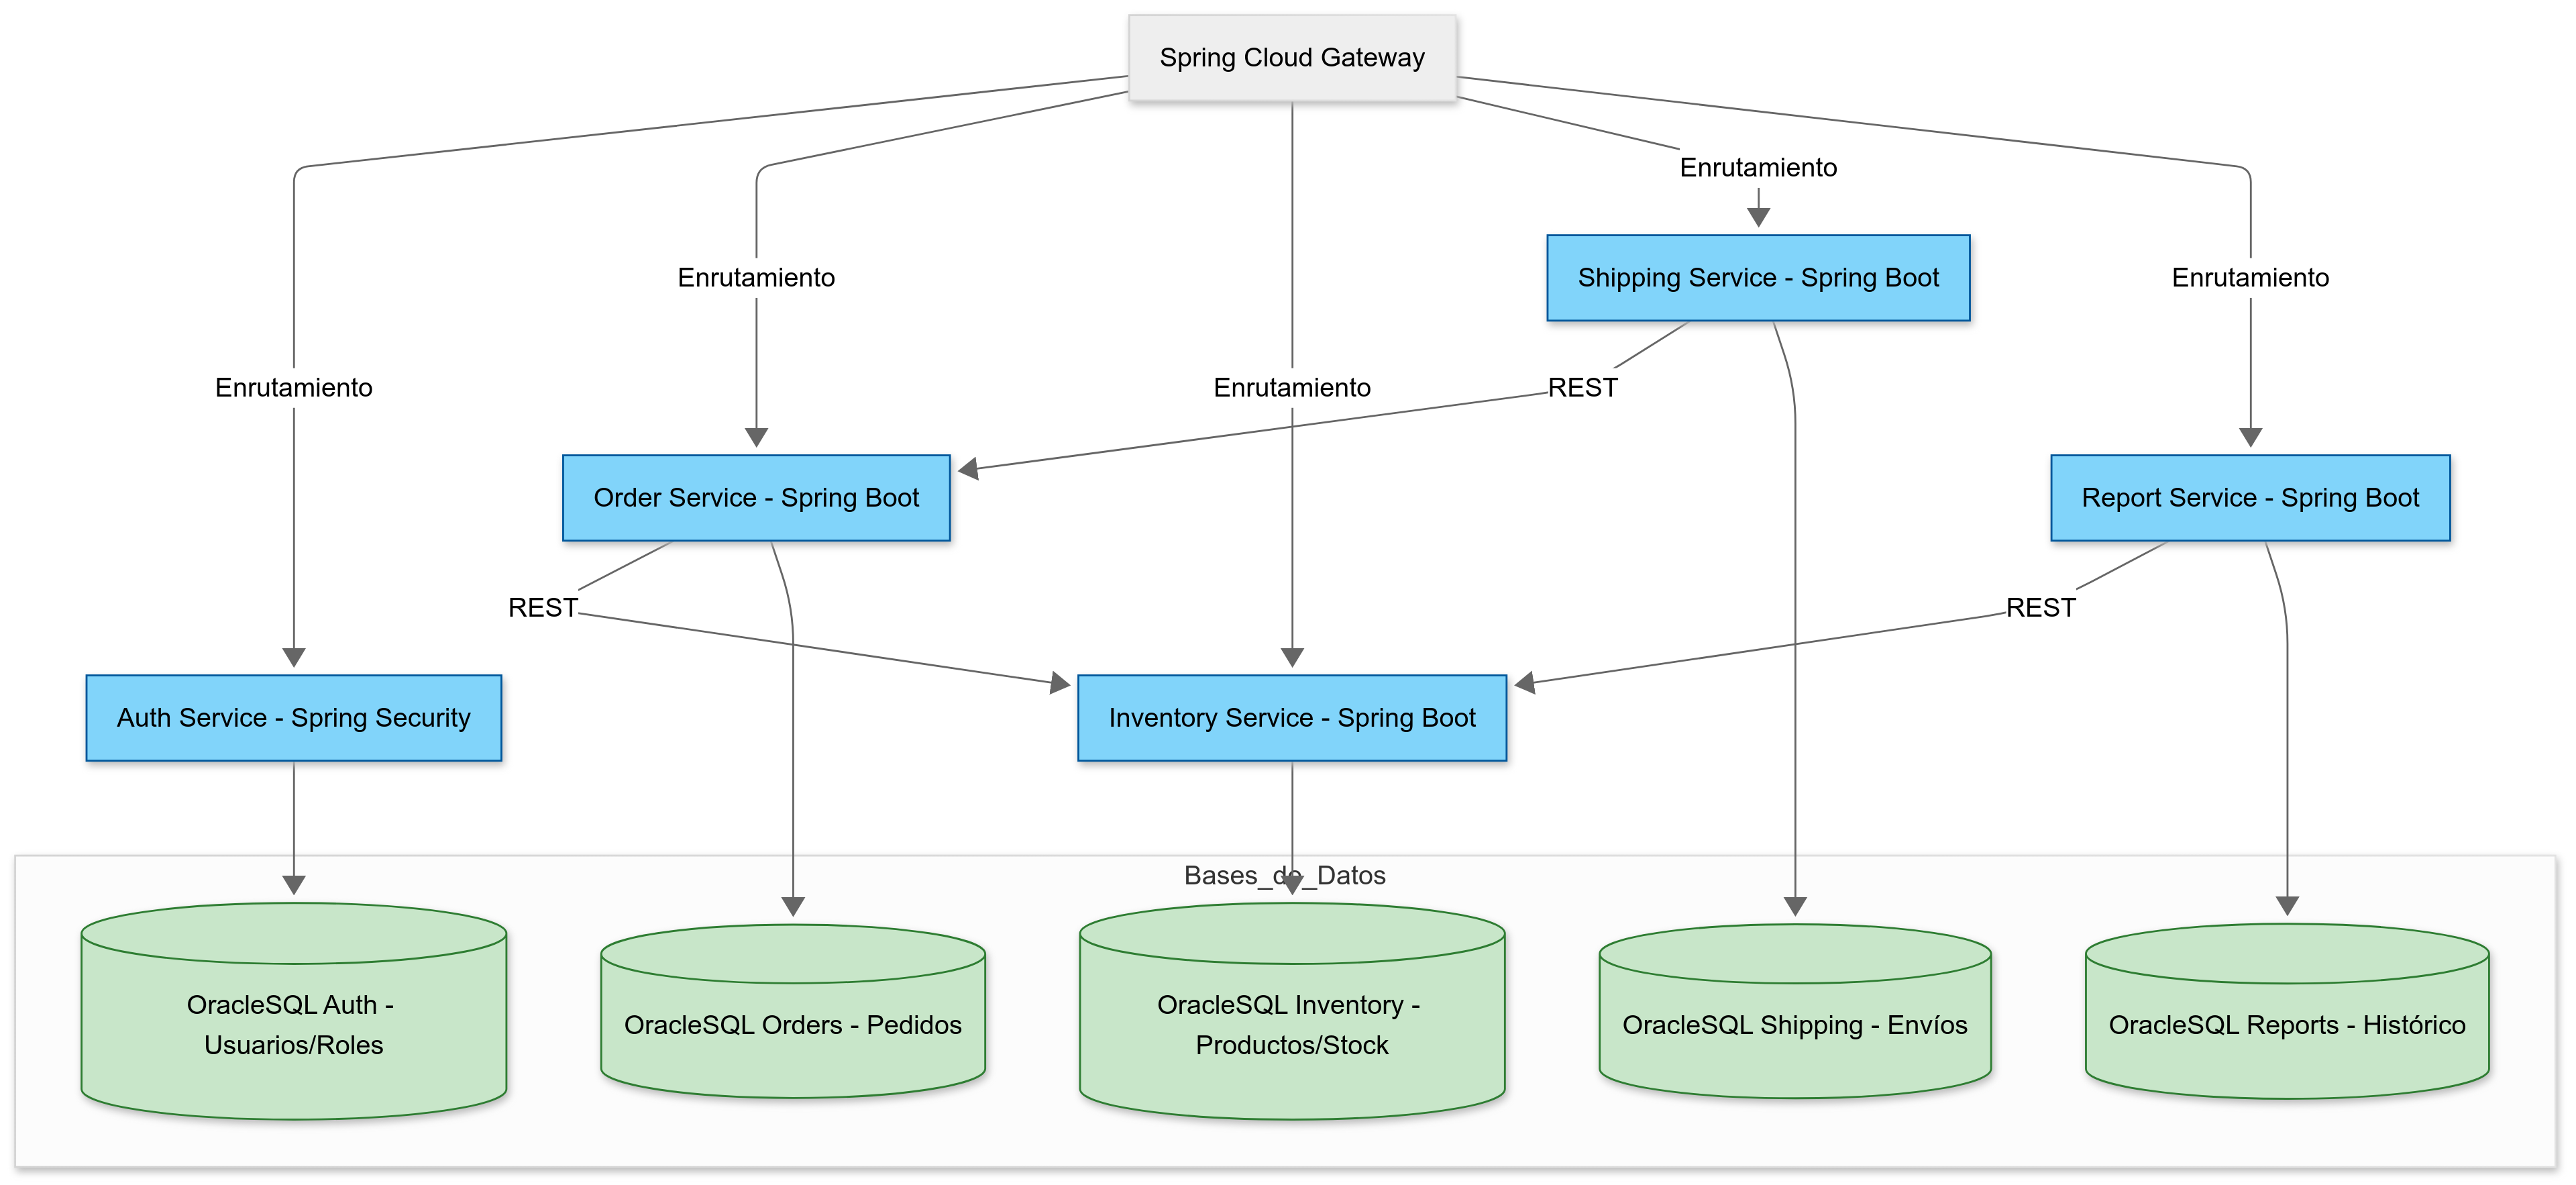 Spring Cloud Gateway
Enrutamiento
Enrutamiento
Shipping Service - Spring Boot
Enrutamiento
Enrutamiento
Enrutamiento
REST
Order Service - Spring Boot
Report Service - Spring Boot
REST
REST
Auth Service - Spring Security
Inventory Service - Spring Boot
Bases_de_Datos
OracleSQL Auth -
Usuarios/Roles
OracleSQL Orders - Pedidos
OracleSQL Inventory -
Productos/Stock
OracleSQL Shipping - Envíos
OracleSQL Reports - Histórico